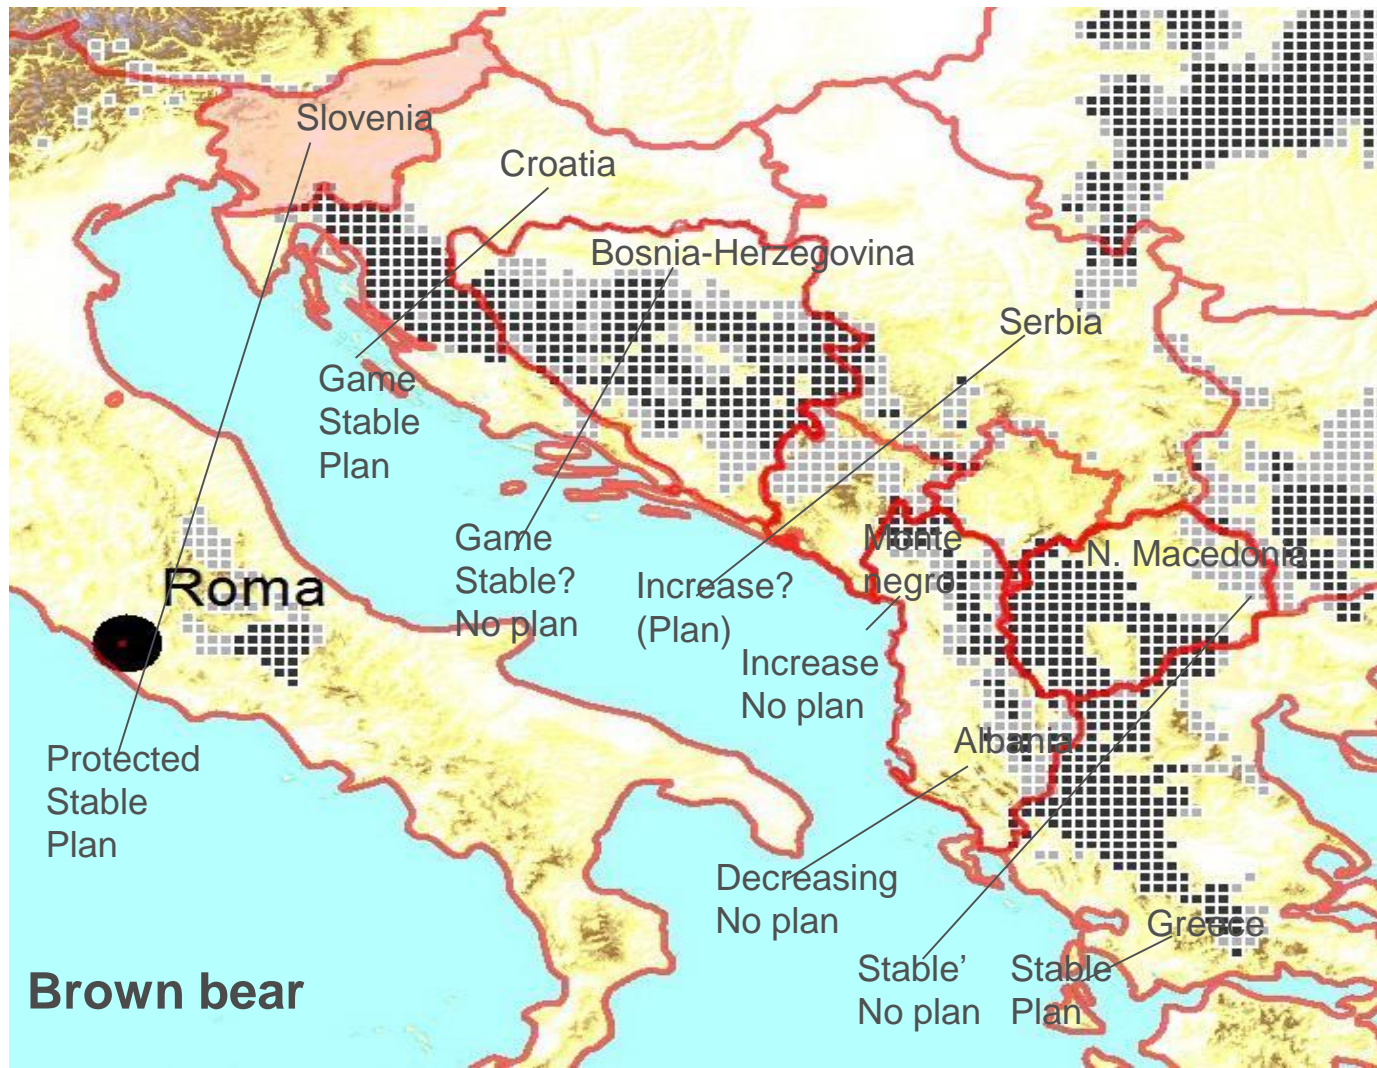 Slovenia
Croatia
Bosnia-Herzegovina
Serbia
Game
Stable
Plan
Game
Stable?
No plan
Increase?
(Plan)
Monte
negro
N. Macedonia
Roma
Increase
No plan
Albania
Protected
Stable
Plan
Decreasing
No plan
Greece
Stable’
No plan
Stable
Plan
Brown bear